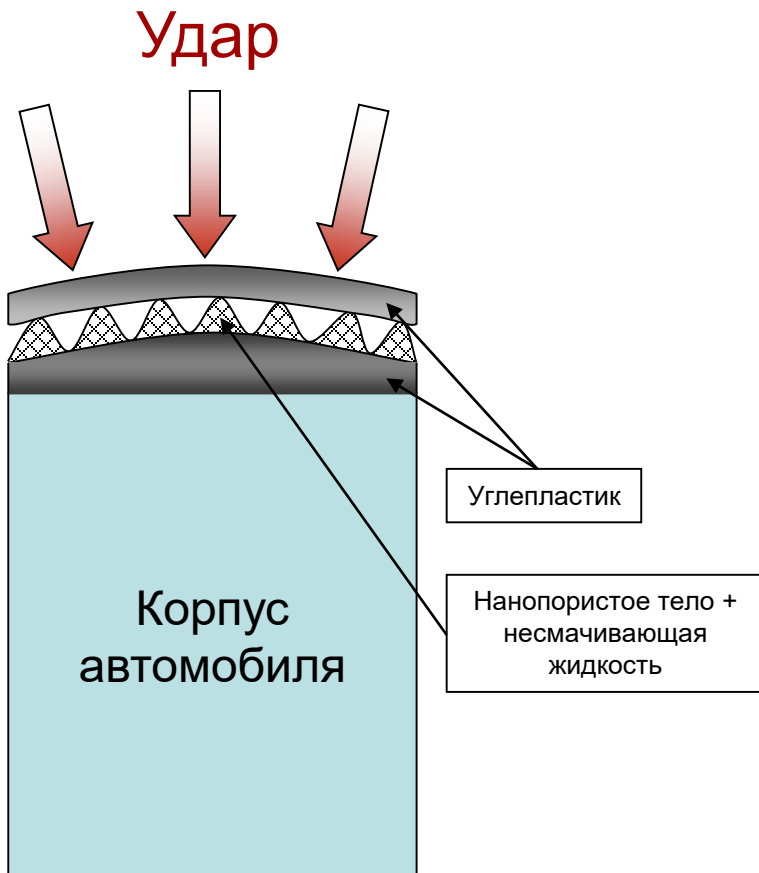 Удар
Углепластик
Нанопористое тело +
несмачивающая
жидкость
Корпус
автомобиля